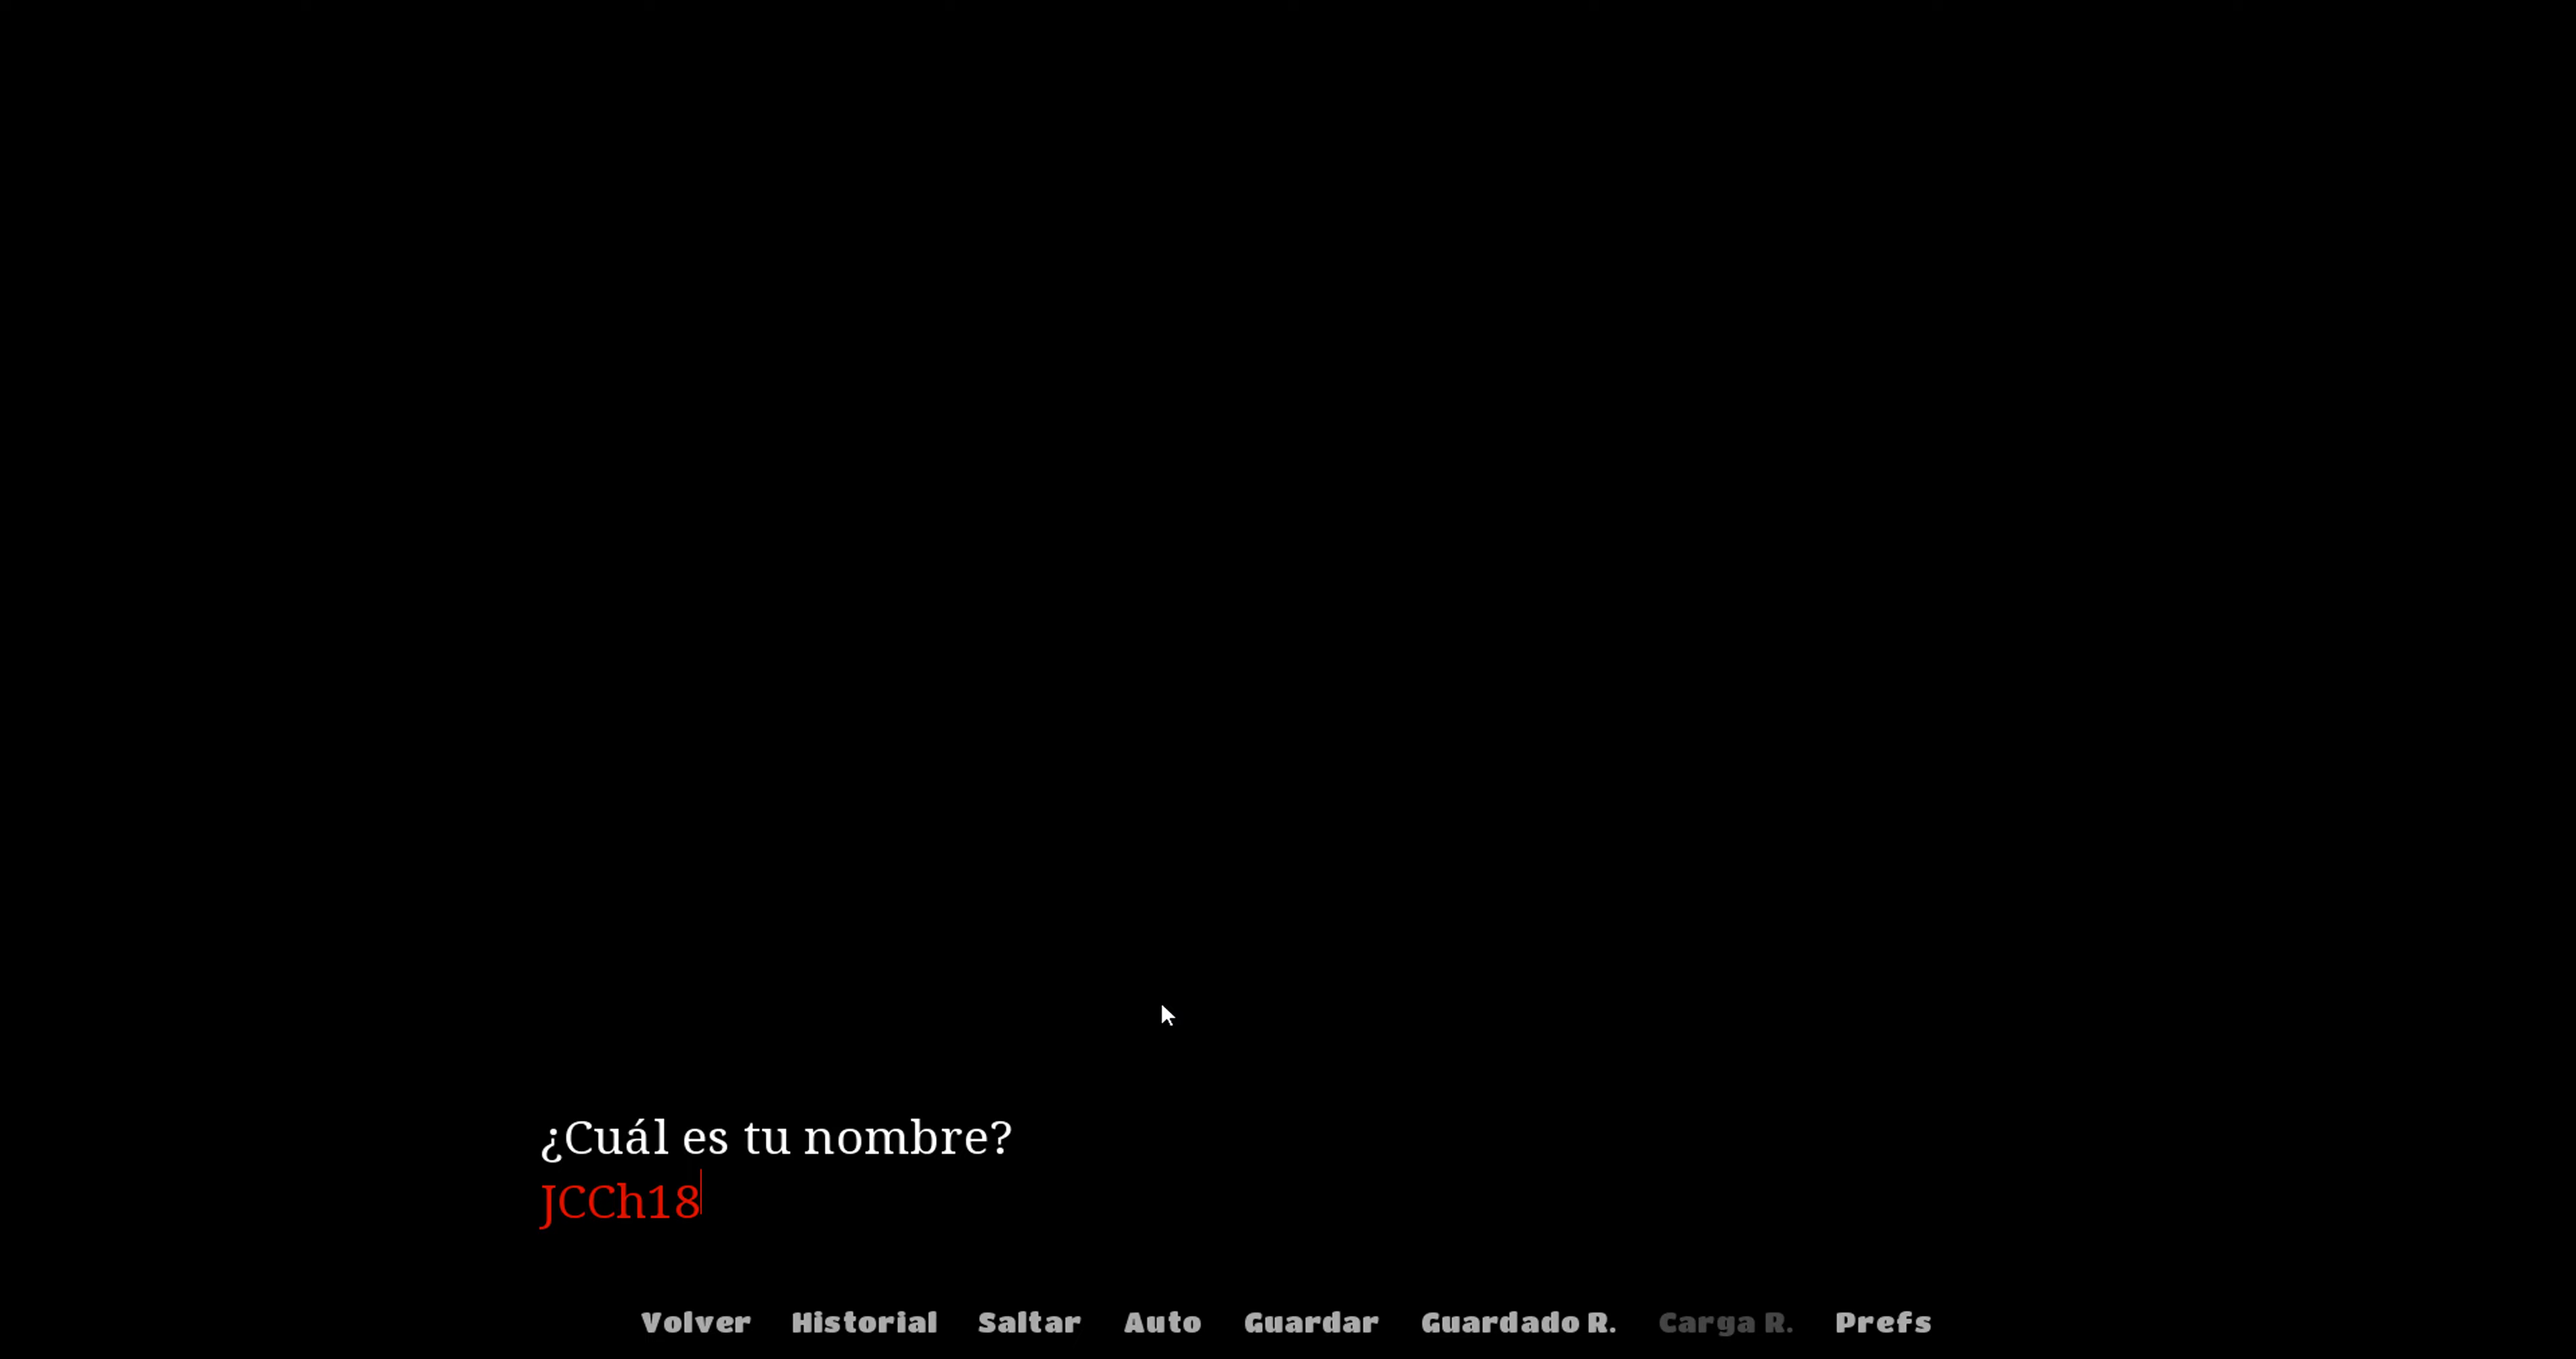 ¿Cuál es tu nombre?
JCCh18
Volver Historial Saltar Auto Guardar Guardado R. Carga R. Prefs